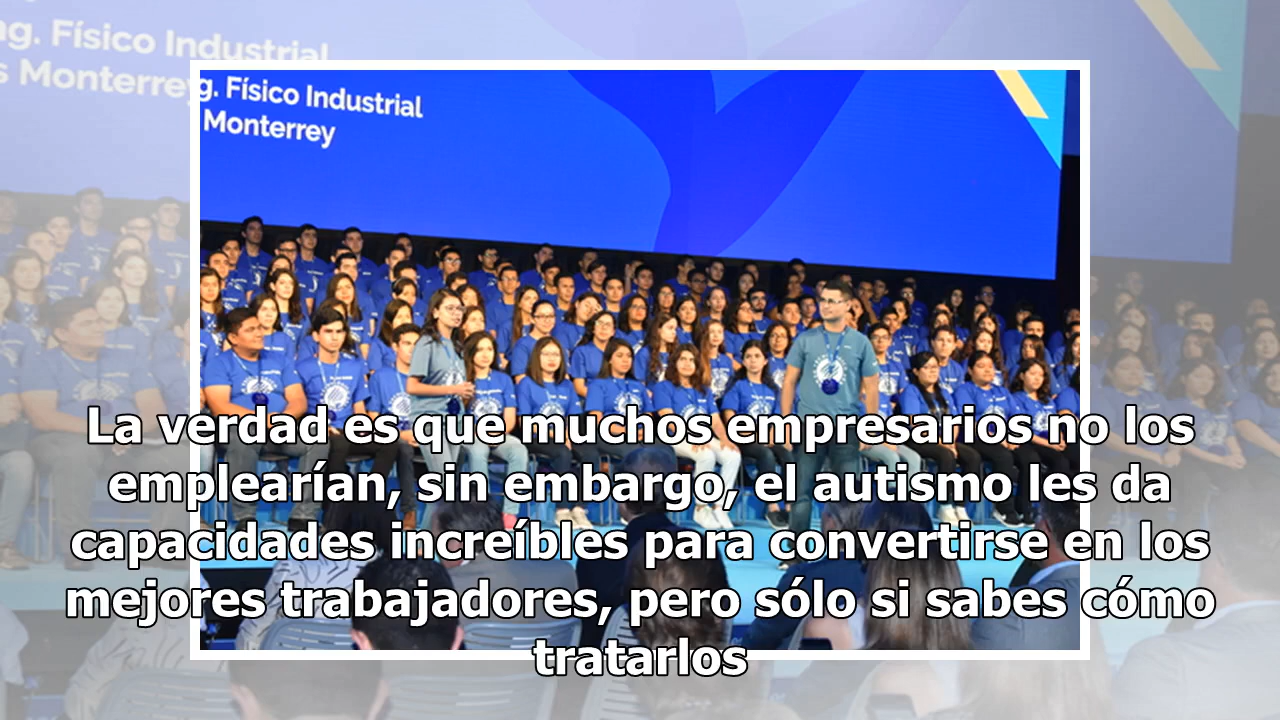 ng. Físico Industrial
s Monterrey
g. Físico Industrial
Monterrey
La verdad es que muchos empresarios no los
emplearían, sin embargo, el autismo les da
capacidades increíbles para convertirse en los
mejores trabajadores, pero sólo si sabes cómo
tratarlos